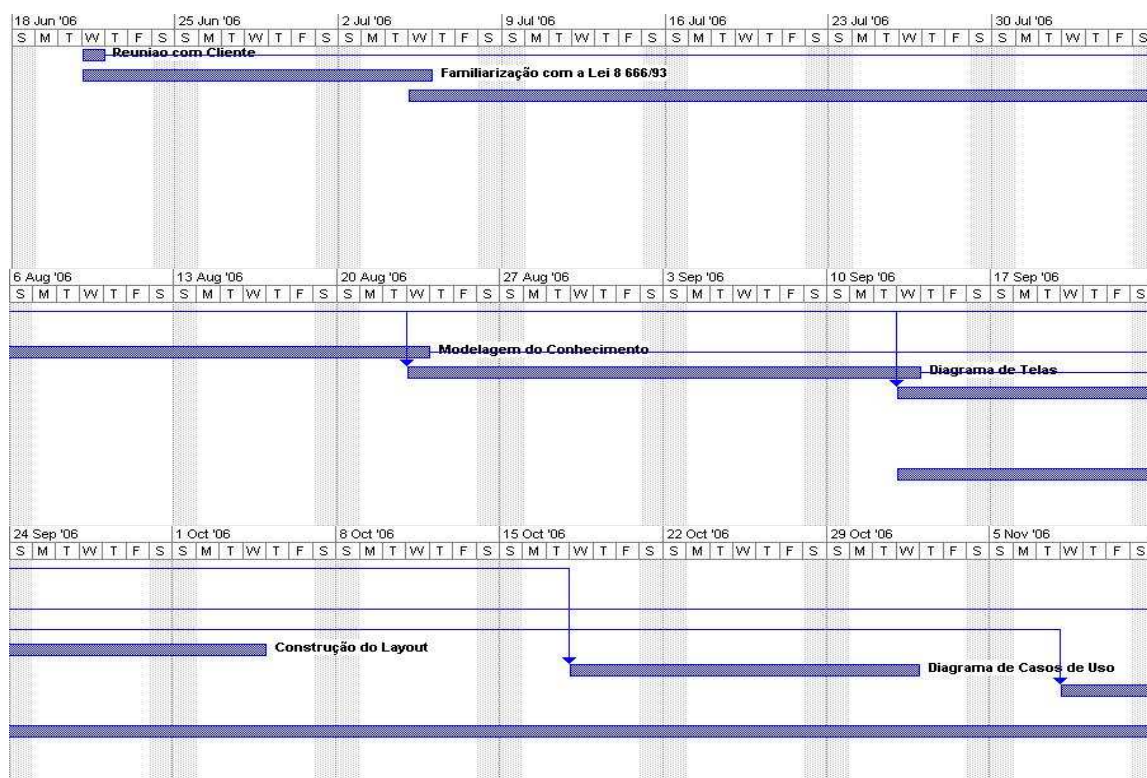 18 Jun '06 25 Jun '06 2 Jul '06 9 Jul '06 16 Jul '06 23 Jul '06 30 Jul '06
S M T W T F S S M T W T F S S M T W T F S S M T W T F S S M T W T F S S M T W T F S S M T W T F S
Reuniao com Cliente
Familiarização com a Lei 8 666/93
6 Aug '06 13 Aug '06 20 Aug '06 27 Aug '06 3 Sep '06 10 Sep '06 17 Sep '06
S M T W T F S S M T W T F S S M T W T F S S M T W T F S S M T W T F S S M T W T F S S M T W T F S
Modelagem do Conhecimento
Diagrama de Telas
24 Sep '06 1 Oct '06 8 Oct '06 15 Oct '06 22 Oct '06 29 Oct '06 5 Nov '06
S M T W T F S S M T W T F S S M T W T F S S M T W T F S S M T W T F S S M T W T F S S M T W T F S
Construção do Layout
Diagrama de Casos de Uso